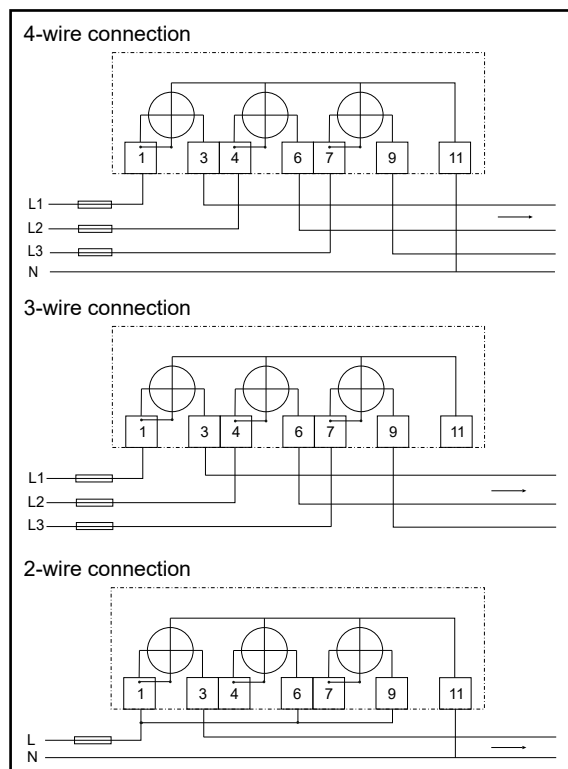 4-wire connection
1 3 4 6 7 9 11
L1
L2
L3
N
3-wire connection
1 3 4 6 7 9 11
L1
L2
L3
2-wire connection
1 3 4 6 7 9 11
L
N